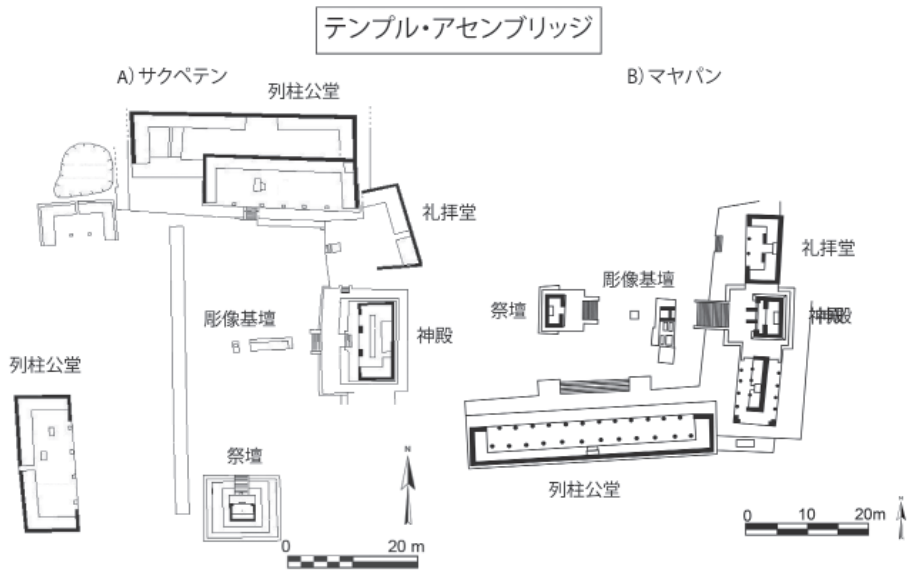 テンプル・アセンブリッジ
A）サクペテン
列柱公堂
礼拝堂
彫像基壇
神殿
列柱公堂
祭壇
N
0 20 m
B）マヤパン
礼拝堂
彫像基壇
祭壇
神殿
列柱公堂
0 10 20m
N